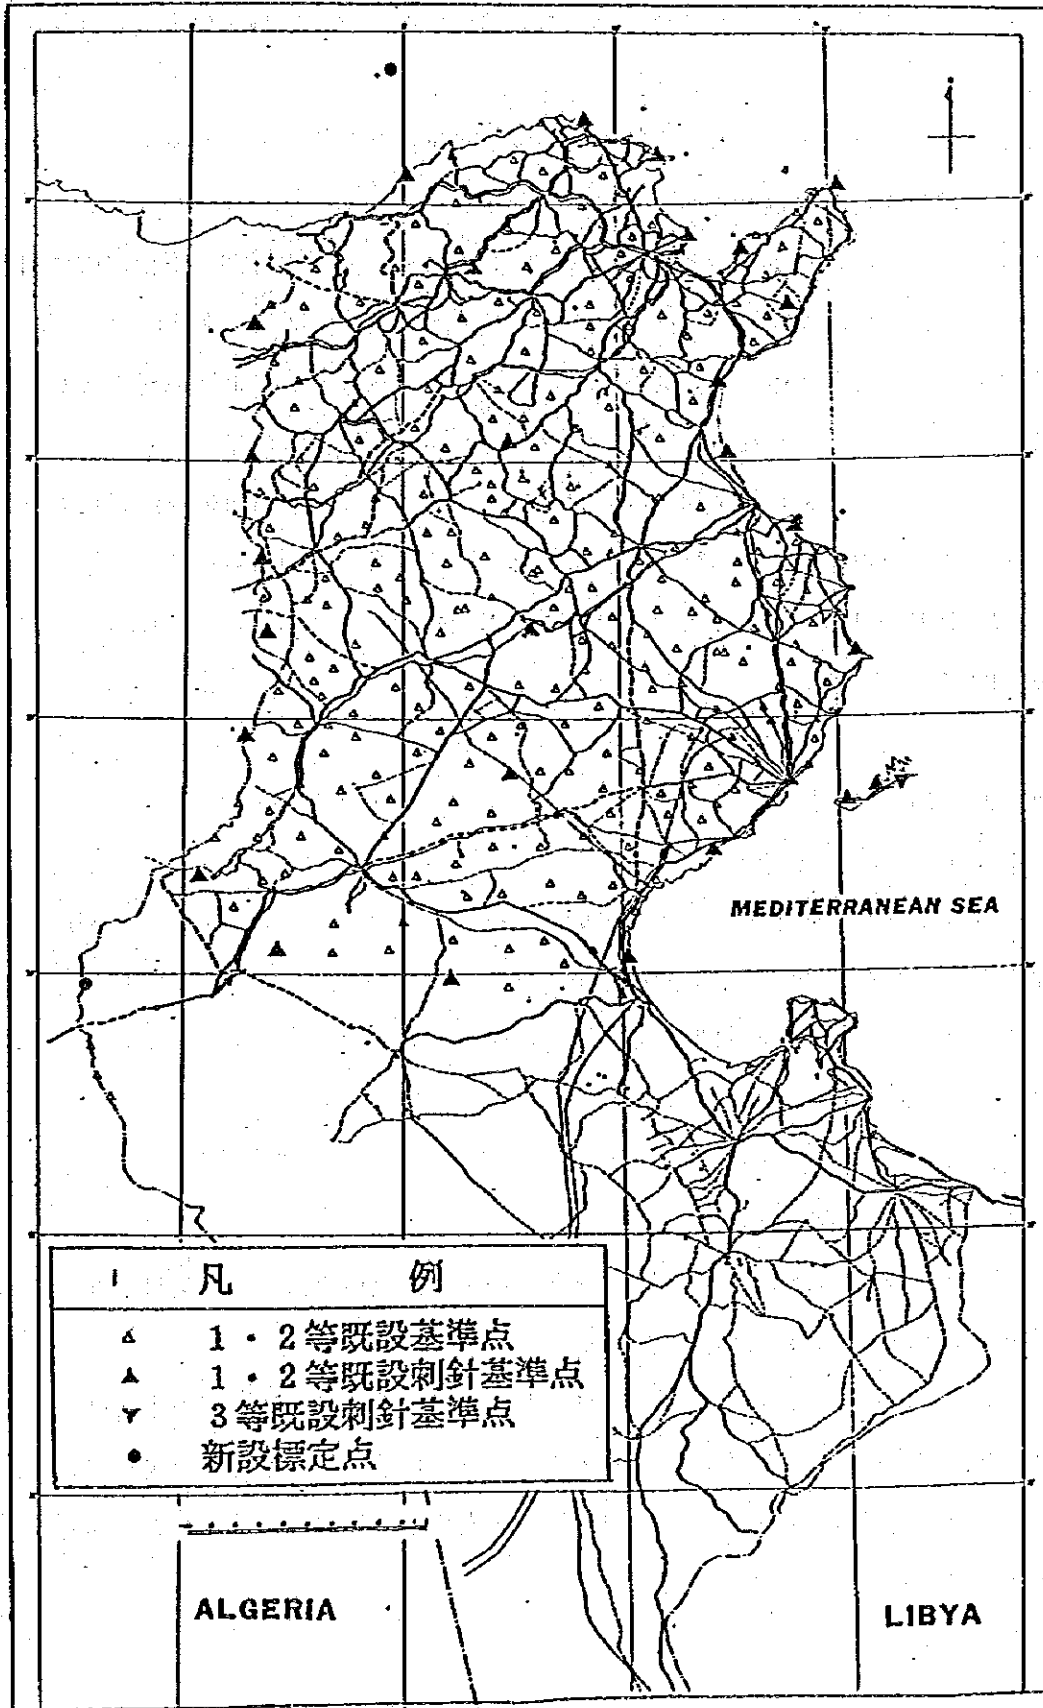 MEDITERRANEAN SEA
凡 例
1・2等既設基準点
1・2等既設刺針基準点
3等既設刺針基準点
新設標定点
ALGERIA
LIBYA